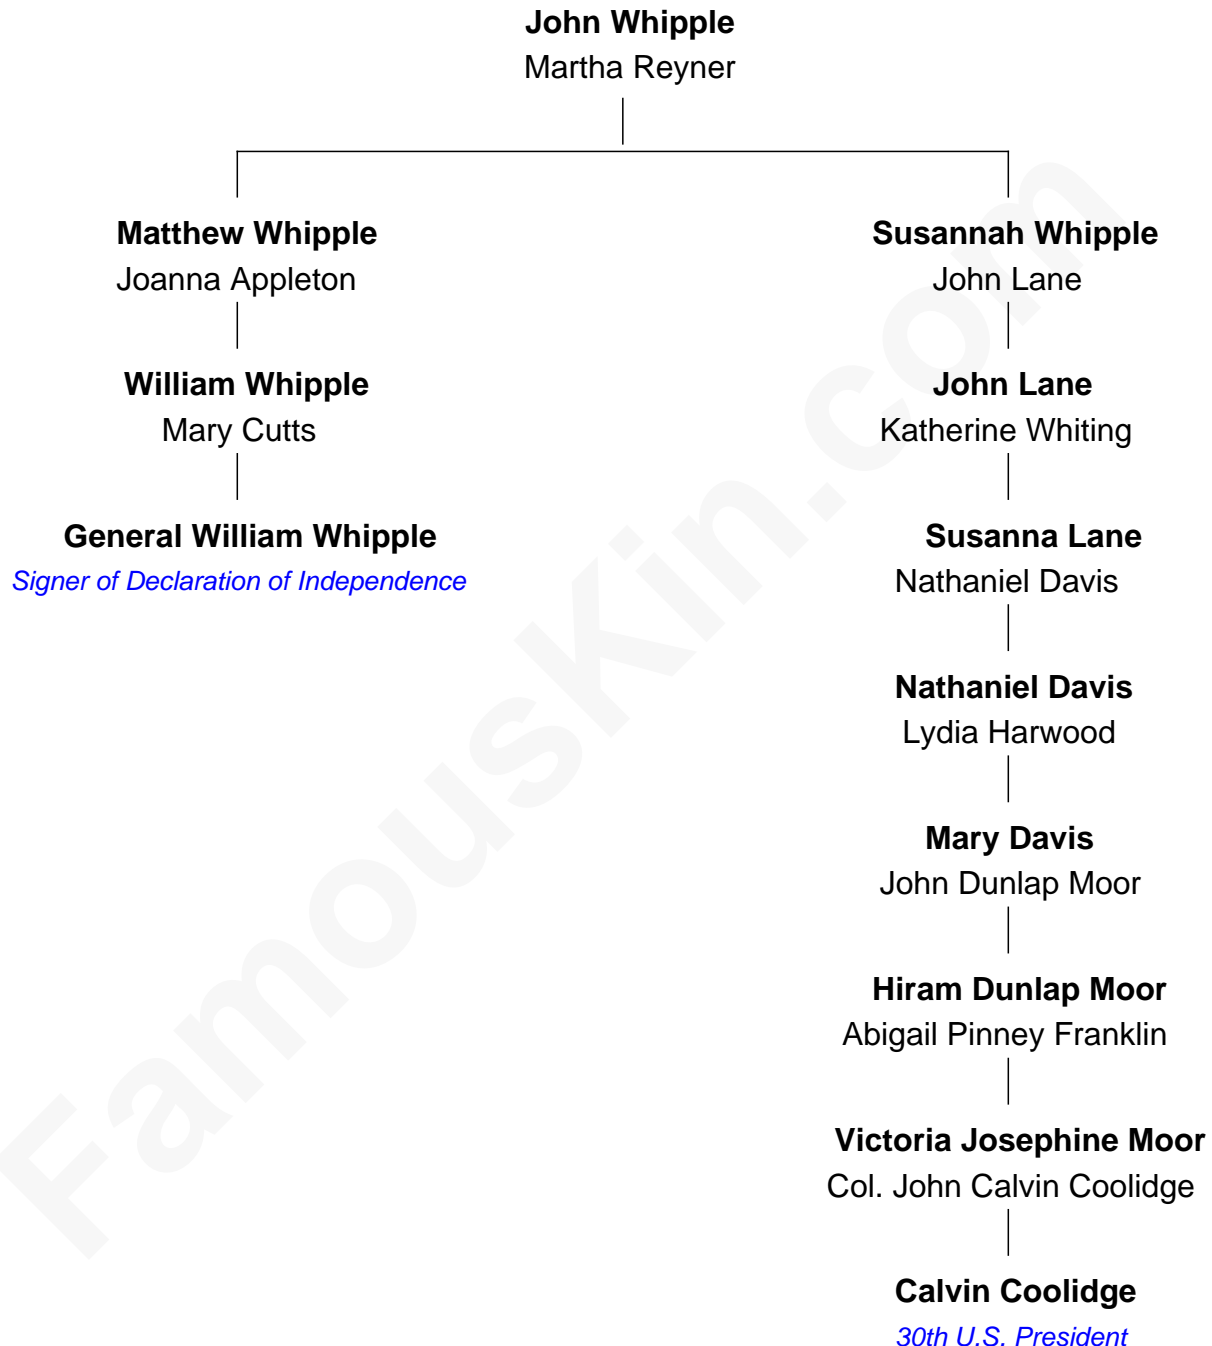 John Whipple
Martha Reyner
Matthew Whipple
Joanna Appleton
William Whipple
Mary Cutts
General William Whipple
Signer of Declaration of Independence
Susannah Whipple
John Lane
John Lane
Katherine Whiting
Susanna Lane
Nathaniel Davis
Nathaniel Davis
Lydia Harwood
Mary Davis
John Dunlap Moor
Hiram Dunlap Moor
Abigail Pinney Franklin
Victoria Josephine Moor
Col. John Calvin Coolidge
Calvin Coolidge
30th U.S. President
FamousKin.com